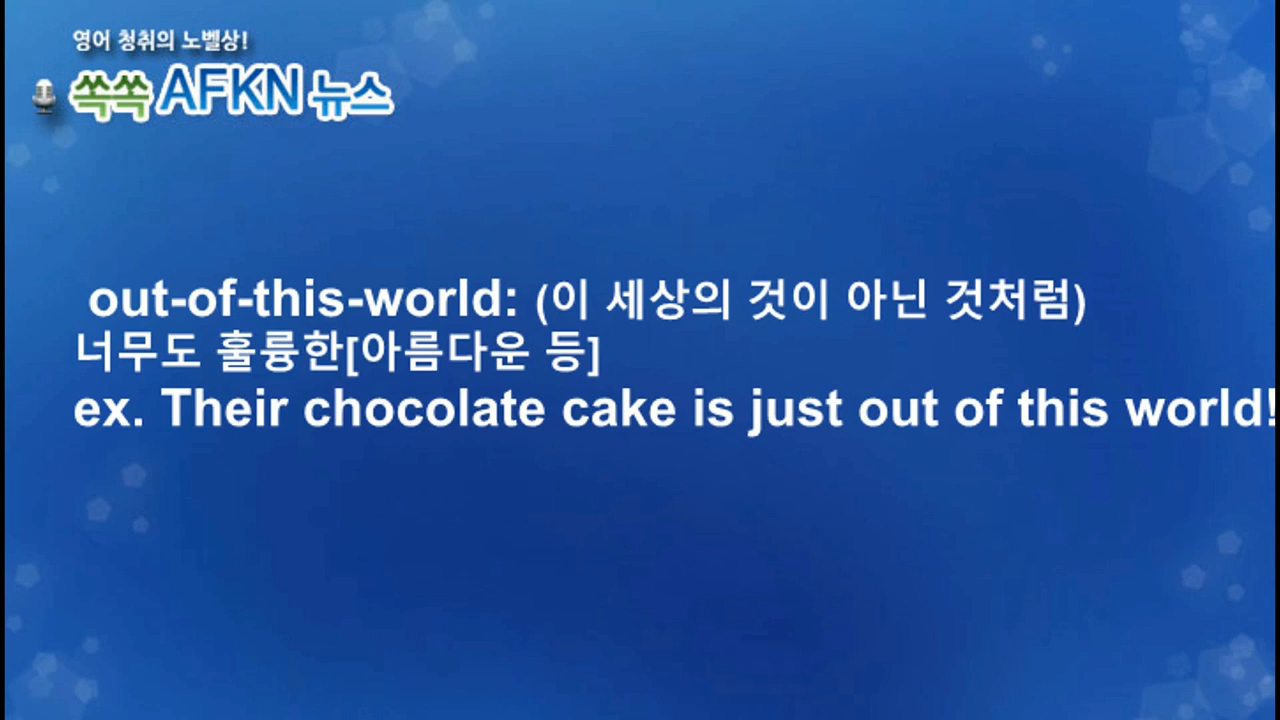 영어 청취의 노벨상!
쏙쏙 AFKN 뉴스
out-of-this-world: (이 세상의 것이 아닌 것처럼)
너무도 훌륭한[아름다운 등]
ex. Their chocolate cake is just out of this world!